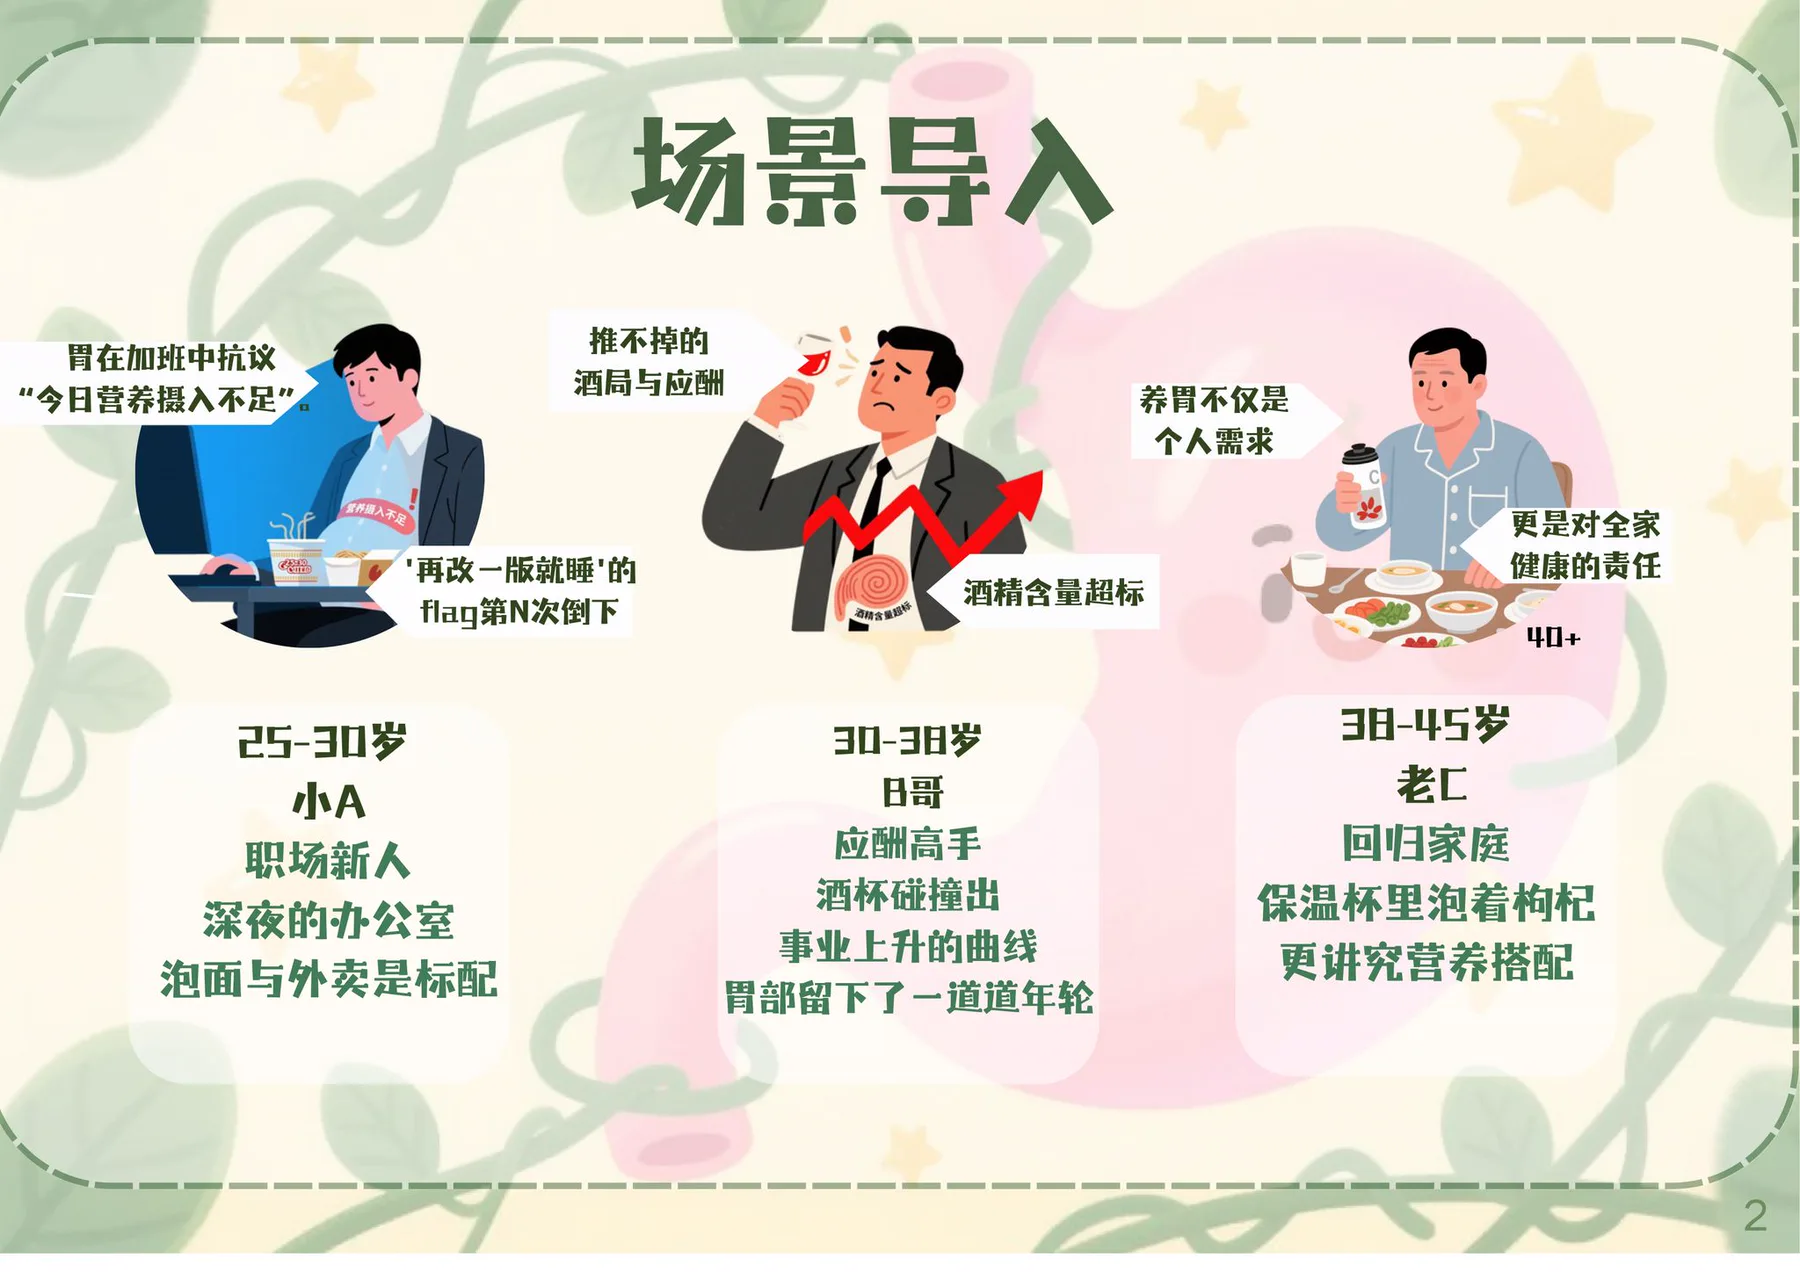 场景导入
胃在加班中抗议
“今日营养摄入不足”。
营养摄入不足
!
'再改一版就睡'的
flag第N次倒下
25-30岁
小A
职场新人
深夜的办公室
泡面与外卖是标配
推不掉的
酒局与应酬
酒精含量超标
酒精含量超标
30-38岁
B哥
应酬高手
酒杯碰撞出
事业上升的曲线
胃部留下了一道道年轮
养胃不仅是
个人需求
C
更是对全家
健康的责任
40+
38-45岁
老C
回归家庭
保温杯里泡着枸杞
更讲究营养搭配
2